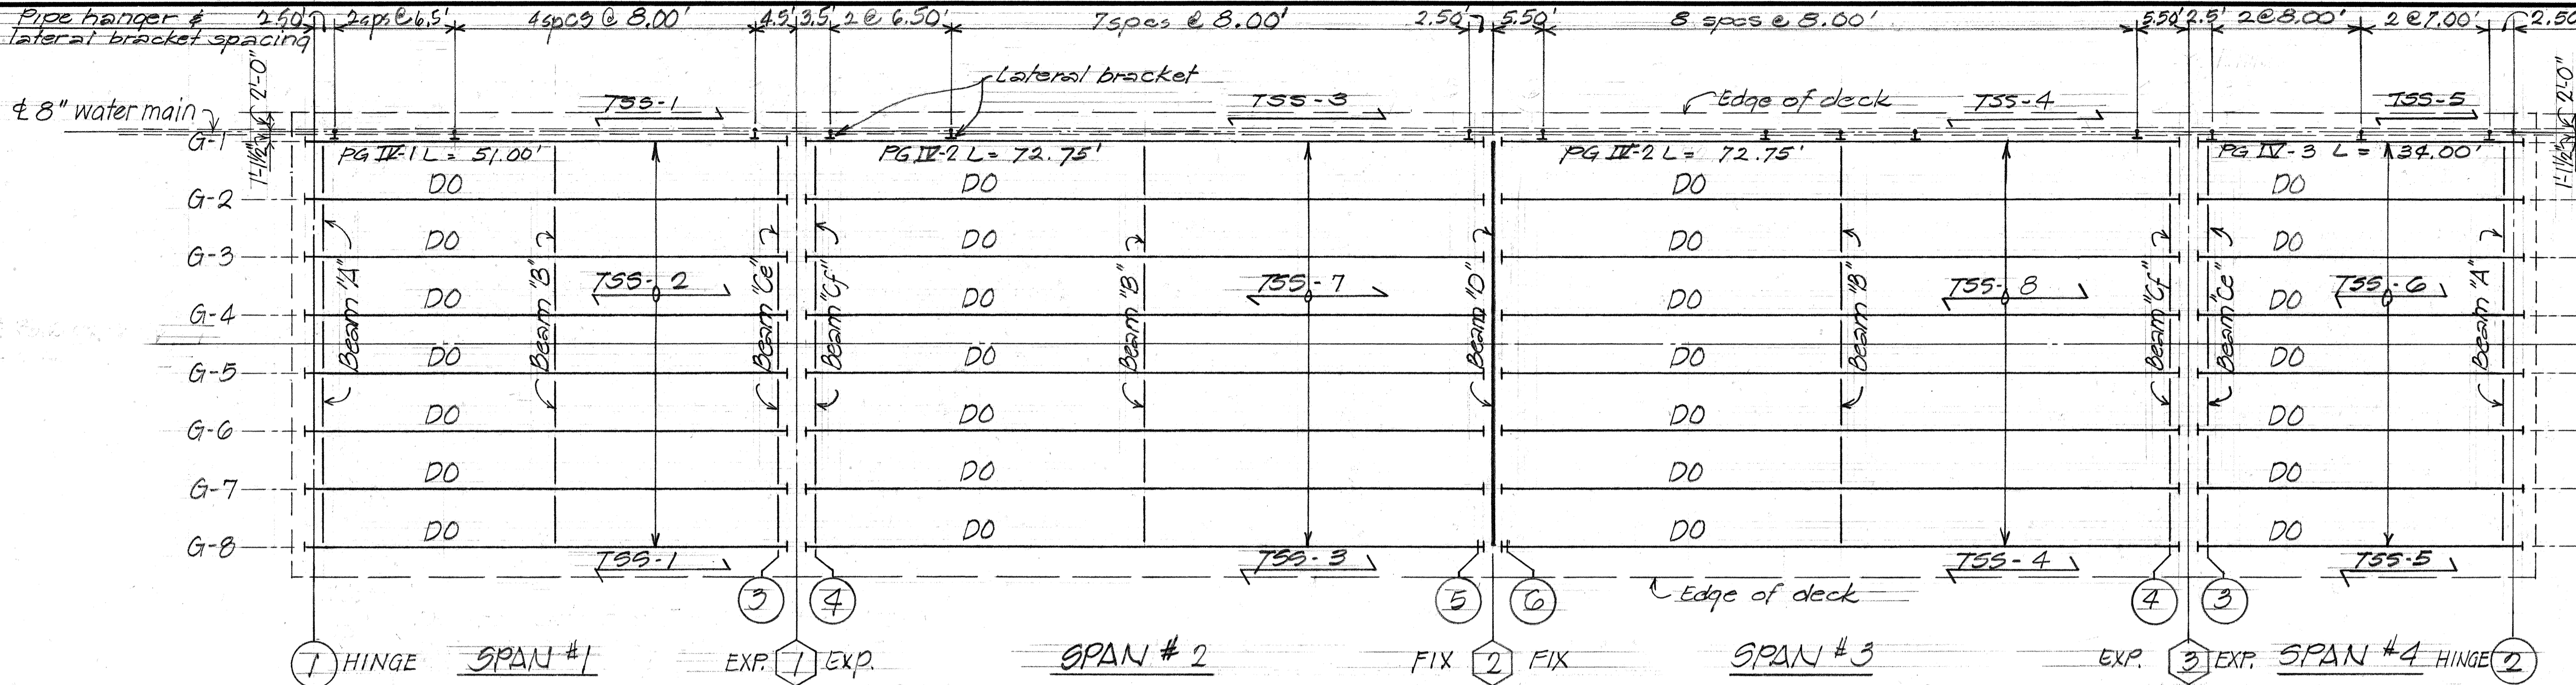 Pipe hanger & lateral bracket spacing
2.50' 2sps@6.5' 4spcs @ 8.00' 4.5' 3.5' 2@ 6.50' 7spcs @ 8.00' 2.50' 5.50' 8 spcs @ 8.00' 5.50' 2.5' 2@8.00' 2@7.00' 2.50
1'-1½" 2'-0"
Lateral bracket
1'-1½" 2'-0"
℄ 8" water main
TSS-1 TSS-3 Edge of deck TSS-4 TSS-5
G-1
PG IV-1 L = 51.00' PG IV-2 L = 72.75' PG IV-2 L = 72.75' PG IV-3 L = 34.00'
DO DO DO DO
G-2
DO DO DO DO
G-3
Beam "A" Beam "B" Beam "Ce" Beam "Cf" Beam "B" Beam "D" Beam "B" Beam "Cf" Beam "Ce" Beam "A"
DO TSS-2 DO TSS-7 DO TSS-8 DO TSS-6
G-4
DO DO DO DO
G-5
DO DO DO DO
G-6
DO DO DO DO
G-7
DO DO DO DO
G-8
TSS-1 TSS-3 TSS-4 TSS-5
Edge of deck
3 4 5 6 4 3
1 HINGE SPAN #1 EXP. 1 EXP. SPAN #2 FIX 2 FIX SPAN #3 EXP. 3 EXP. SPAN #4 HINGE 2